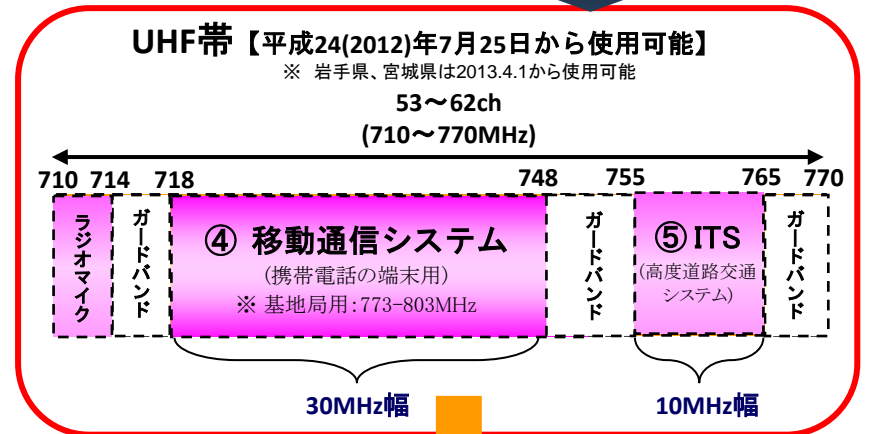 UHF帯【平成24(2012)年7月25日から使用可能】
※ 岩手県、宮城県は2013.4.1から使用可能
53～62ch
(710～770MHz)
710 714 718 748 755 765 770
ラジオマイク
ガードバンド
④ 移動通信システム
(携帯電話の端末用)
※ 基地局用:773-803MHz
ガードバンド
⑤ ITS
(高度道路交通
システム)
ガードバンド
30MHz幅
10MHz幅